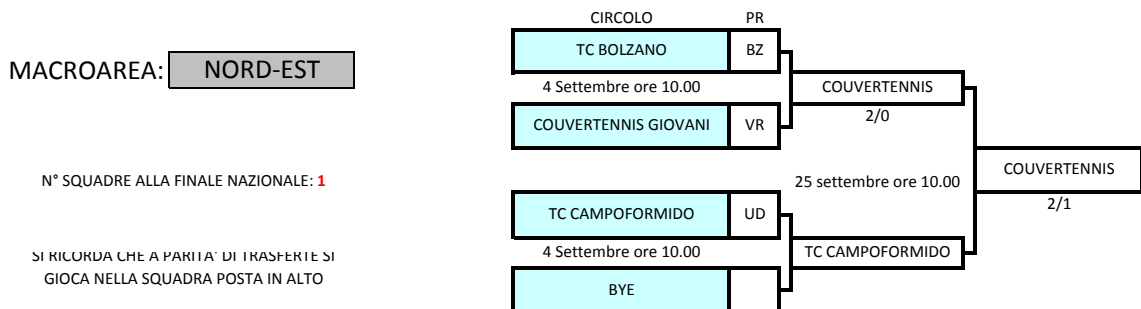 CIRCOLO PR
TC BOLZANO BZ
MACROAREA: NORD-EST
4 Settembre ore 10.00 COUVERTENNIS
2/0
COUVERTENNIS GIOVANI VR
COUVERTENNIS
N° SQUADRE ALLA FINALE NAZIONALE: 1
25 settembre ore 10.00
2/1
TC CAMPOFORMIDO UD
SI RICORDA CHE A PARITA' DI TRASFERTE SI
4 Settembre ore 10.00 TC CAMPOFORMIDO
GIOCA NELLA SQUADRA POSTA IN ALTO
BYE